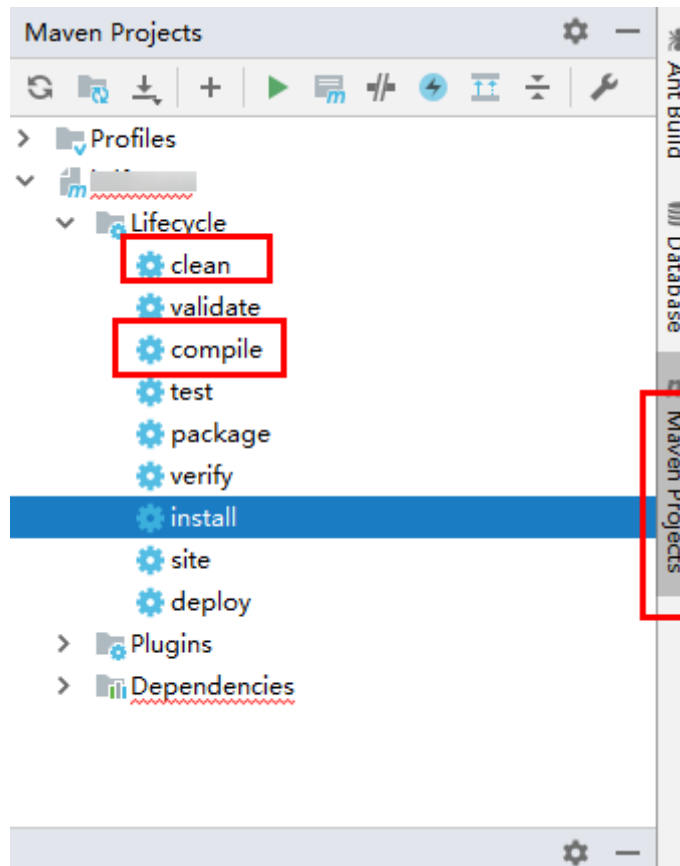 Maven Projects
Profiles
Lifecycle
clean
validate
compile
test
package
verify
install
site
deploy
Plugins
Dependencies
Ant Build
Database
Maven Projects